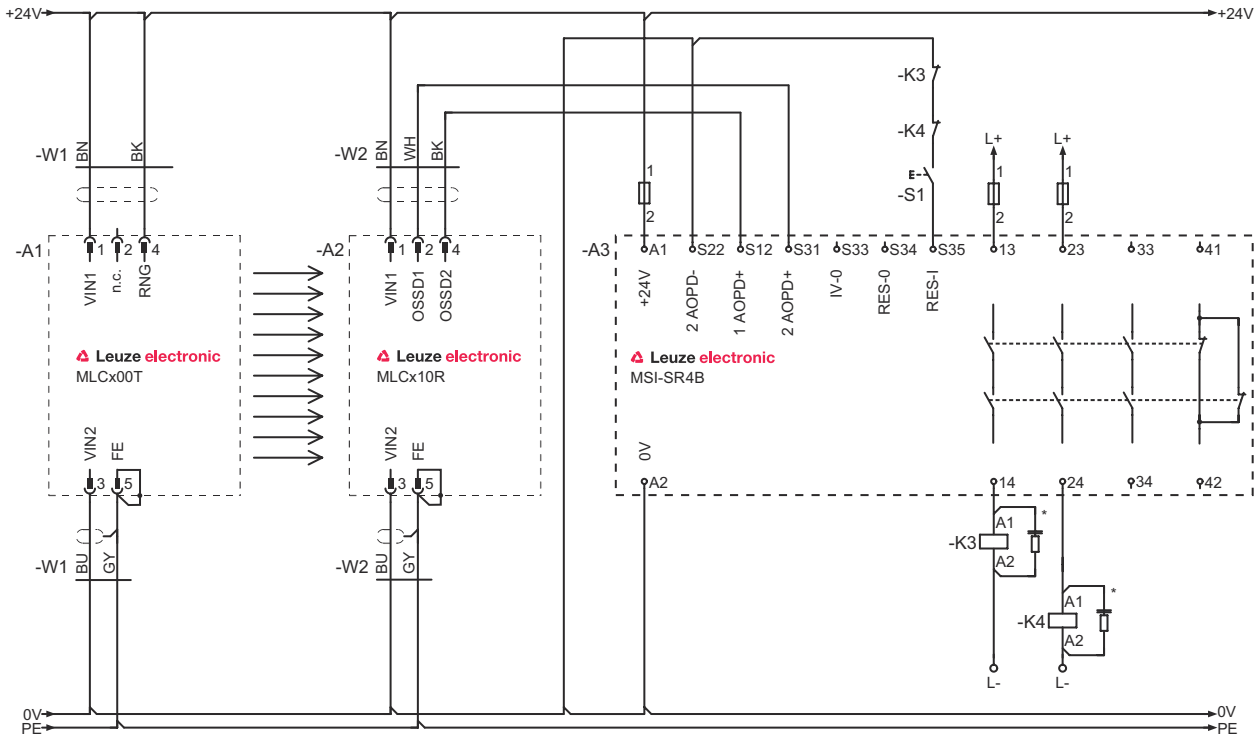 +24V
+24V
-K3
-K4
E
-S1
L+
L+
-W1
BN
BK
-W2
BN
WH
BK
1
2
1
2
1
2
-A1
1
2
4
VIN1
n.c.
RNG
-A2
1
2
4
VIN1
OSSD1
OSSD2
-A3
A1
S22
S12
S31
S33
S34
S35
13
23
33
41
+24V
2 AOPD-
1 AOPD+
2 AOPD+
IV-0
RES-0
RES-I
Leuze electronic
MLCx00T
Leuze electronic
MLCx10R
Leuze electronic
MSI-SR4B
VIN2
FE
VIN2
FE
0V
3
5
3
5
A2
14
24
34
42
-K3
A1
A2
*
-W1
BU
GY
-W2
BU
GY
-K4
A1
A2
*
L-
L-
0V
0V
PE
PE